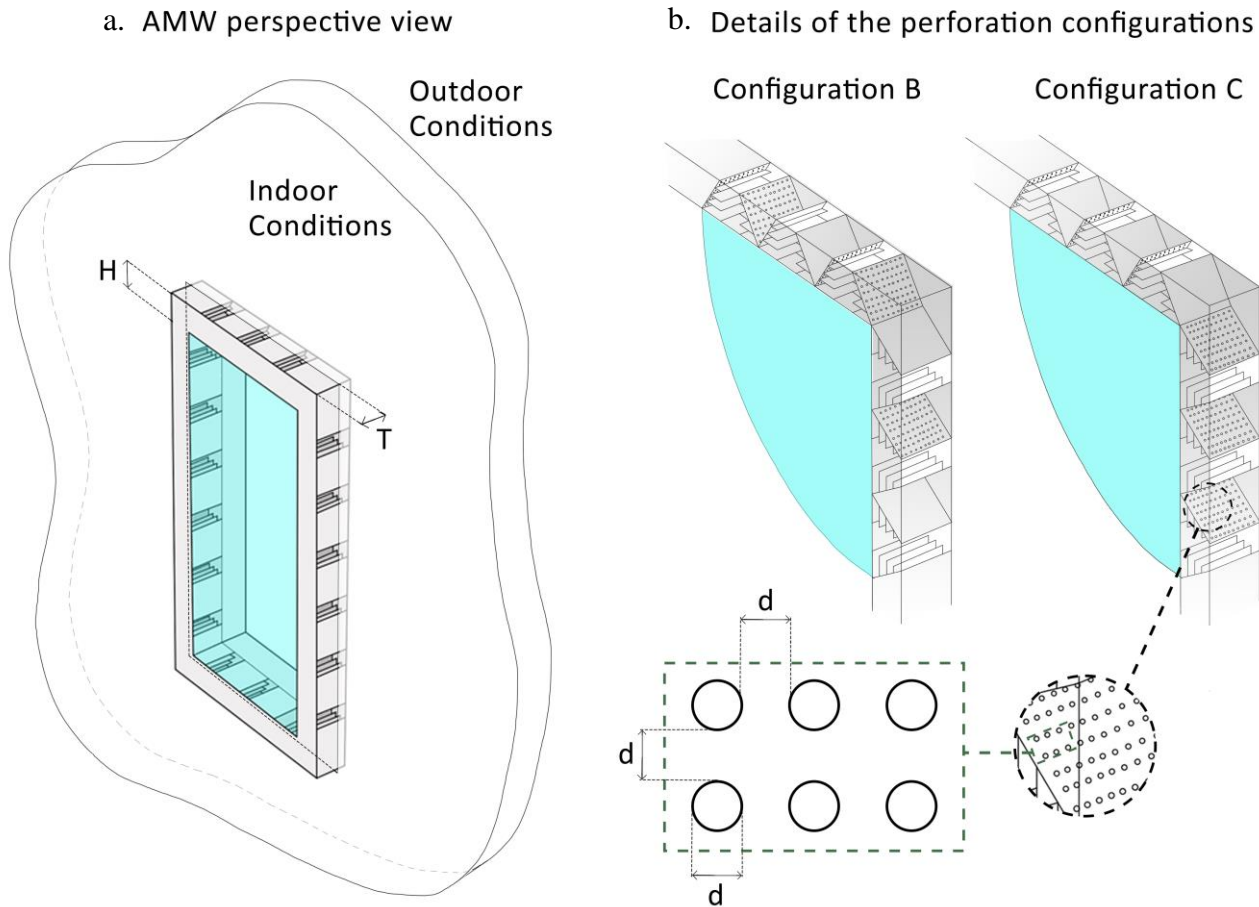 a. AMW perspective view
Outdoor
Conditions
Indoor
Conditions
H
T
b. Details of the perforation configurations
Configuration B
Configuration C
d
d
d